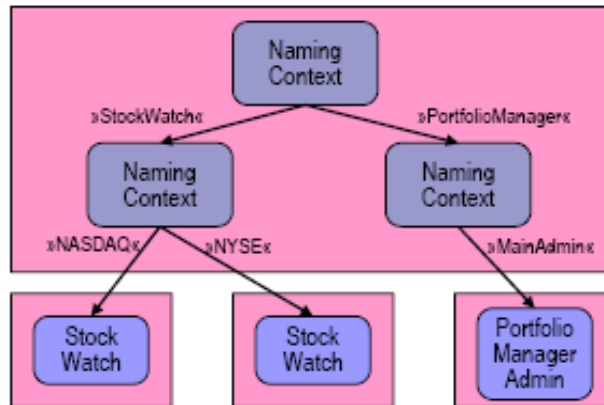 Naming
Context
»StockWatch«
»PortfolioManager«
Naming
Context
Naming
Context
»NASDAQ«
»NYSE«
»MainAdmin«
Stock
Watch
Stock
Watch
Portfolio
Manager
Admin